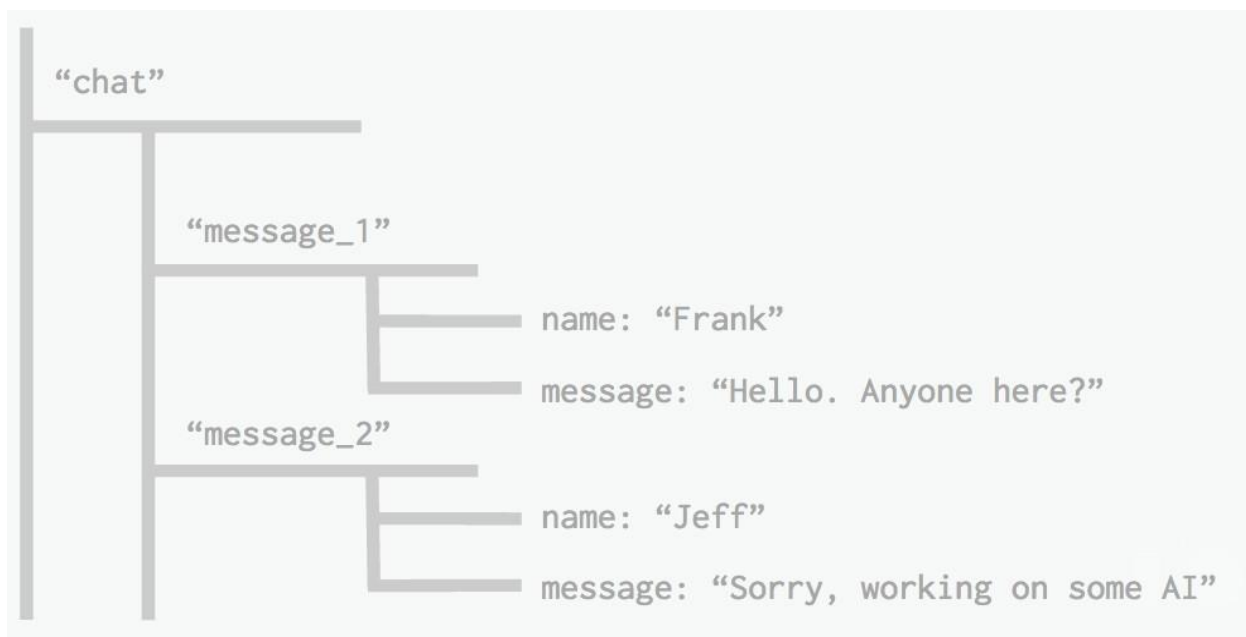 “chat”
“message_1”
name: “Frank”
message: “Hello. Anyone here?”
“message_2”
name: “Jeff”
message: “Sorry, working on some AI”